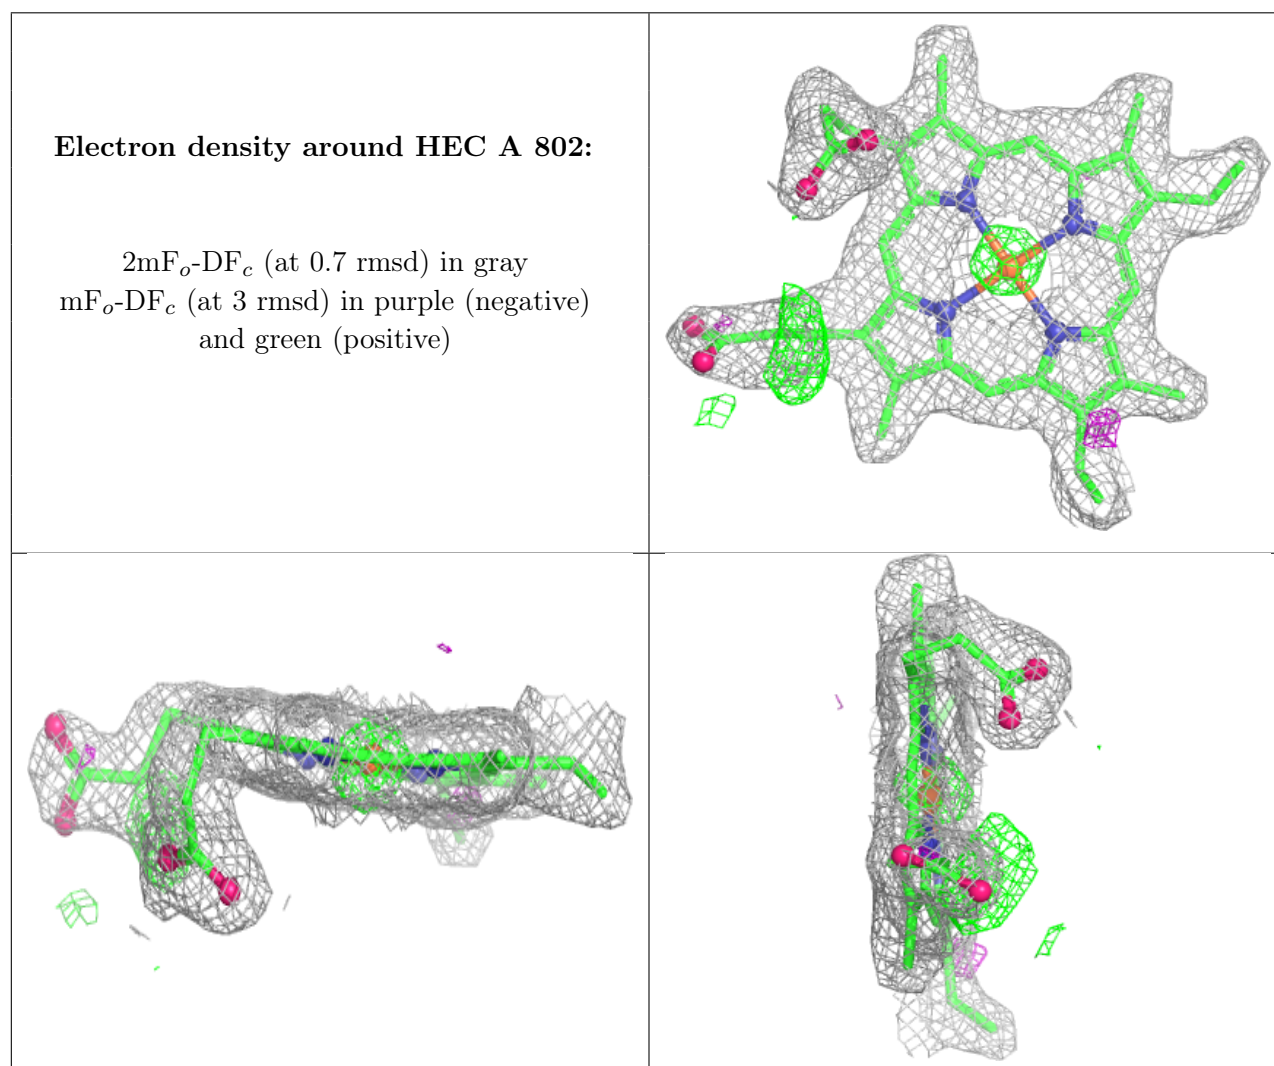 Electron density around HEC A 802:
2mFo-DFc (at 0.7 rmsd) in gray
mFo-DFc (at 3 rmsd) in purple (negative)
and green (positive)